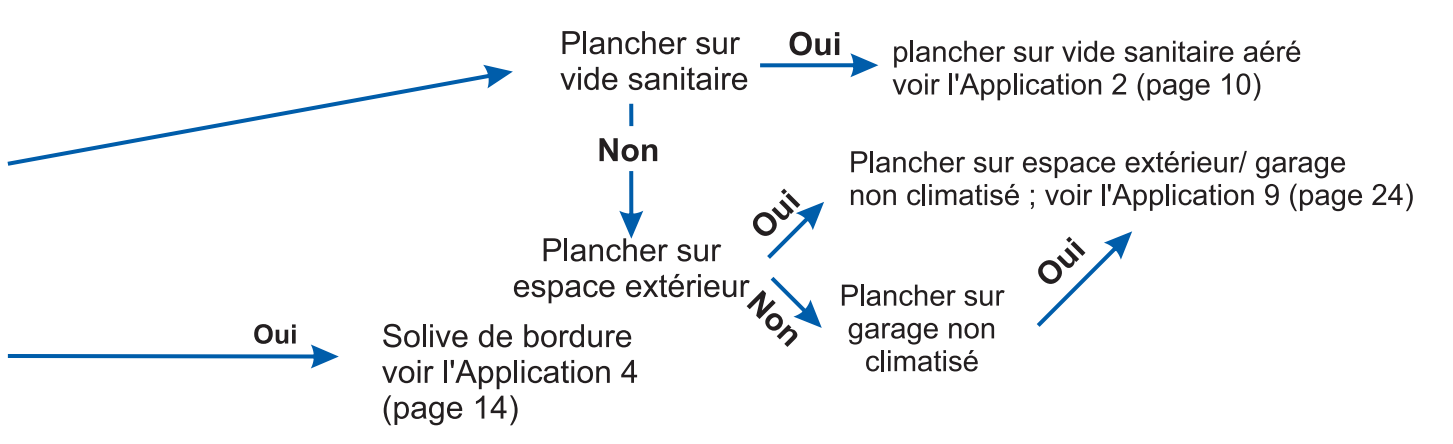 Plancher sur
vide sanitaire
Oui
plancher sur vide sanitaire aéré
voir l'Application 2 (page 10)
Non
Plancher sur espace extérieur/ garage
non climatisé ; voir l'Application 9 (page 24)
Oui
Plancher sur
espace extérieur
Oui
Non
Plancher sur
garage non
climatisé
Oui
Solive de bordure
voir l'Application 4
(page 14)